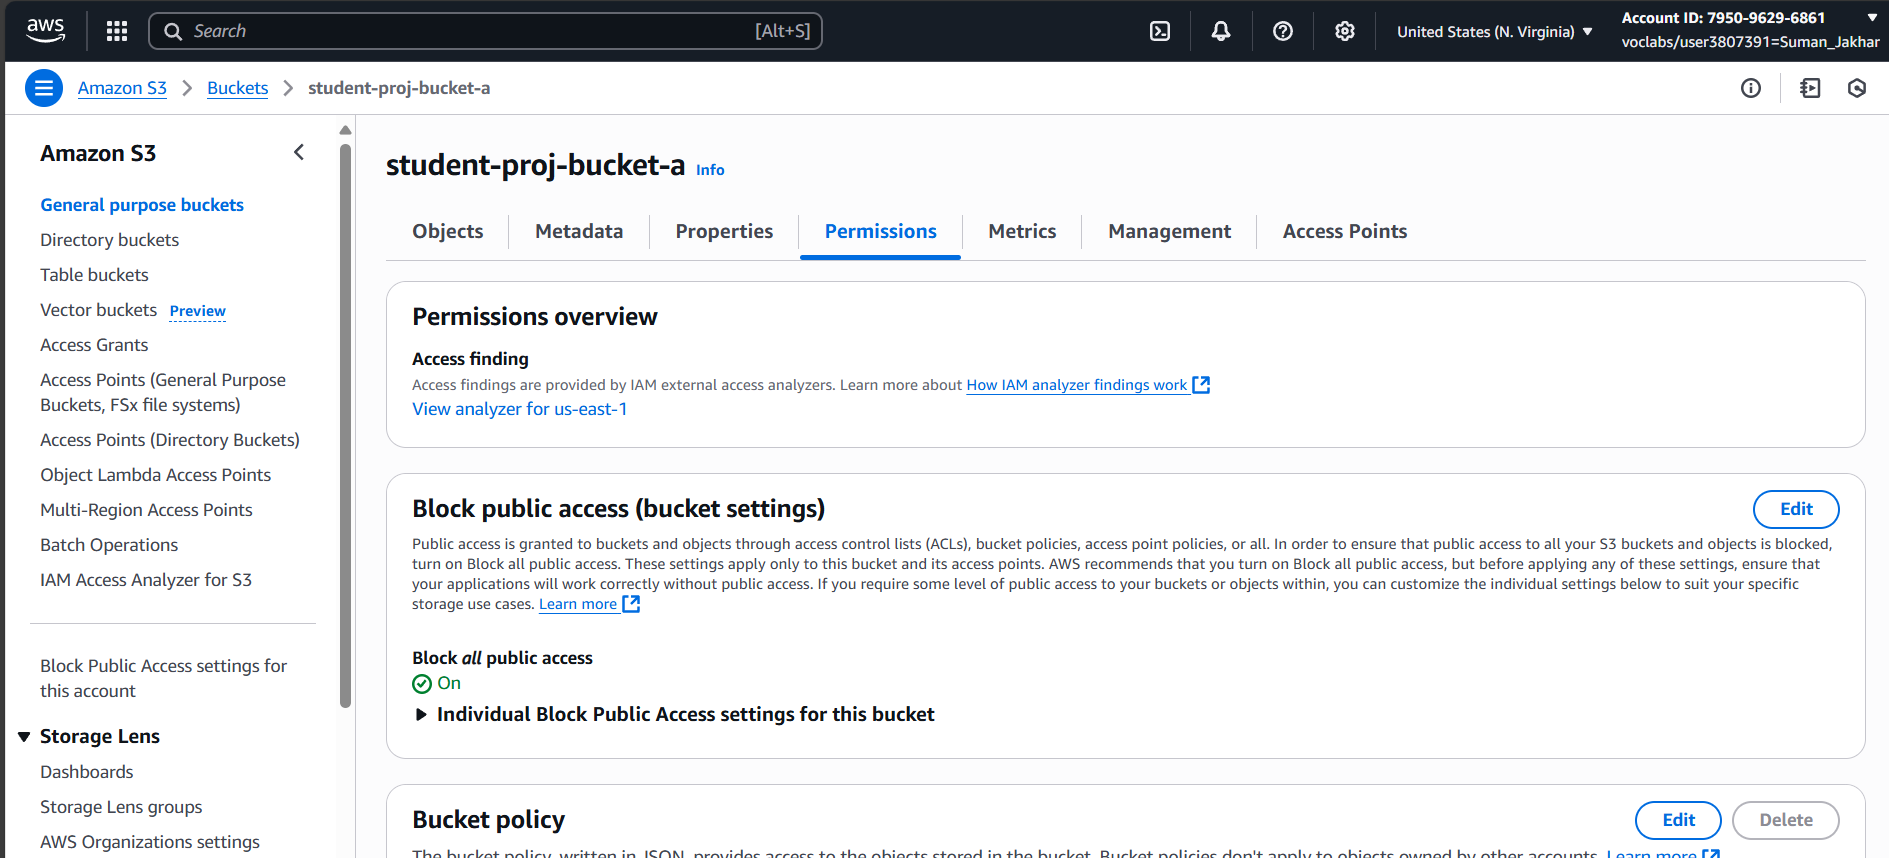 aws
Search [Alt+S]
United States (N. Virginia)
Account ID: 7950-9629-6861
voclabs/user3807391=Suman_Jakhar
Amazon S3 > Buckets > student-proj-bucket-a
Amazon S3
General purpose buckets
Directory buckets
Table buckets
Vector buckets Preview
Access Grants
Access Points (General Purpose
Buckets, FSx file systems)
Access Points (Directory Buckets)
Object Lambda Access Points
Multi-Region Access Points
Batch Operations
IAM Access Analyzer for S3
Block Public Access settings for
this account
Storage Lens
Dashboards
Storage Lens groups
AWS Organizations settings
student-proj-bucket-a Info
Objects Metadata Properties Permissions Metrics Management Access Points
Permissions overview
Access finding
Access findings are provided by IAM external access analyzers. Learn more about How IAM analyzer findings work
View analyzer for us-east-1
Block public access (bucket settings)
Edit
Public access is granted to buckets and objects through access control lists (ACLs), bucket policies, access point policies, or all. In order to ensure that public access to all your S3 buckets and objects is blocked,
turn on Block all public access. These settings apply only to this bucket and its access points. AWS recommends that you turn on Block all public access, but before applying any of these settings, ensure that
your applications will work correctly without public access. If you require some level of public access to your buckets or objects within, you can customize the individual settings below to suit your specific
storage use cases. Learn more
Block all public access
On
Individual Block Public Access settings for this bucket
Bucket policy
Edit Delete
The bucket policy, written in JSON, provides access to the objects stored in the bucket. Bucket policies don't apply to objects owned by other accounts. Learn more